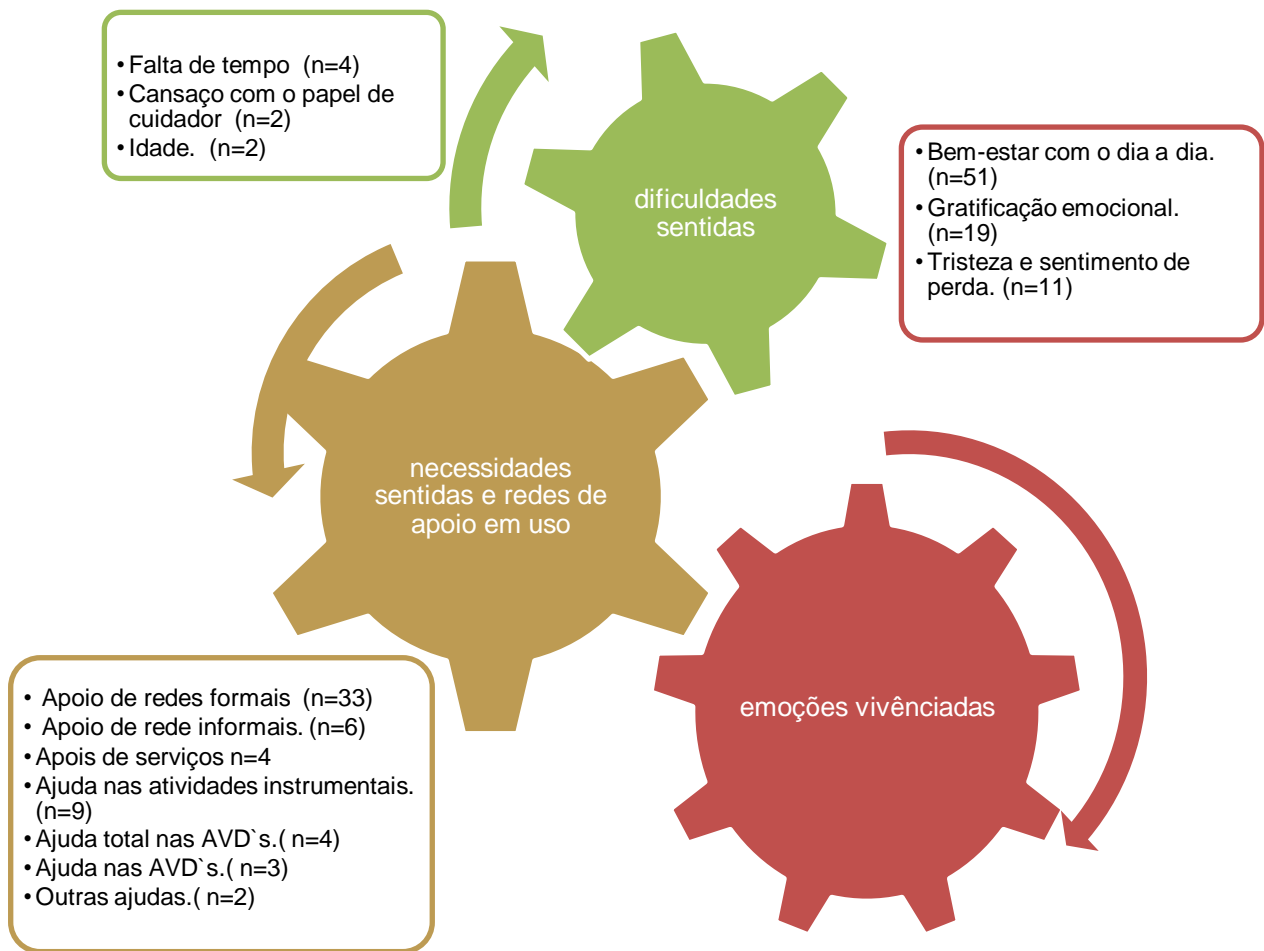 •Falta de tempo (n=4)
•Cansaço com o papel de
cuidador (n=2)
•Idade. (n=2)
dificuldades
sentidas
•Bem-estar com o dia a dia.
(n=51)
•Gratificação emocional.
(n=19)
•Tristeza e sentimento de
perda. (n=11)
necessidades
sentidas e redes de
apoio em uso
• Apoio de redes formais (n=33)
• Apoio de rede informais. (n=6)
•Apois de serviços n=4
•Ajuda nas atividades instrumentais.
(n=9)
•Ajuda total nas AVD`s.( n=4)
•Ajuda nas AVD`s.( n=3)
•Outras ajudas.( n=2)
emoções vivênciadas